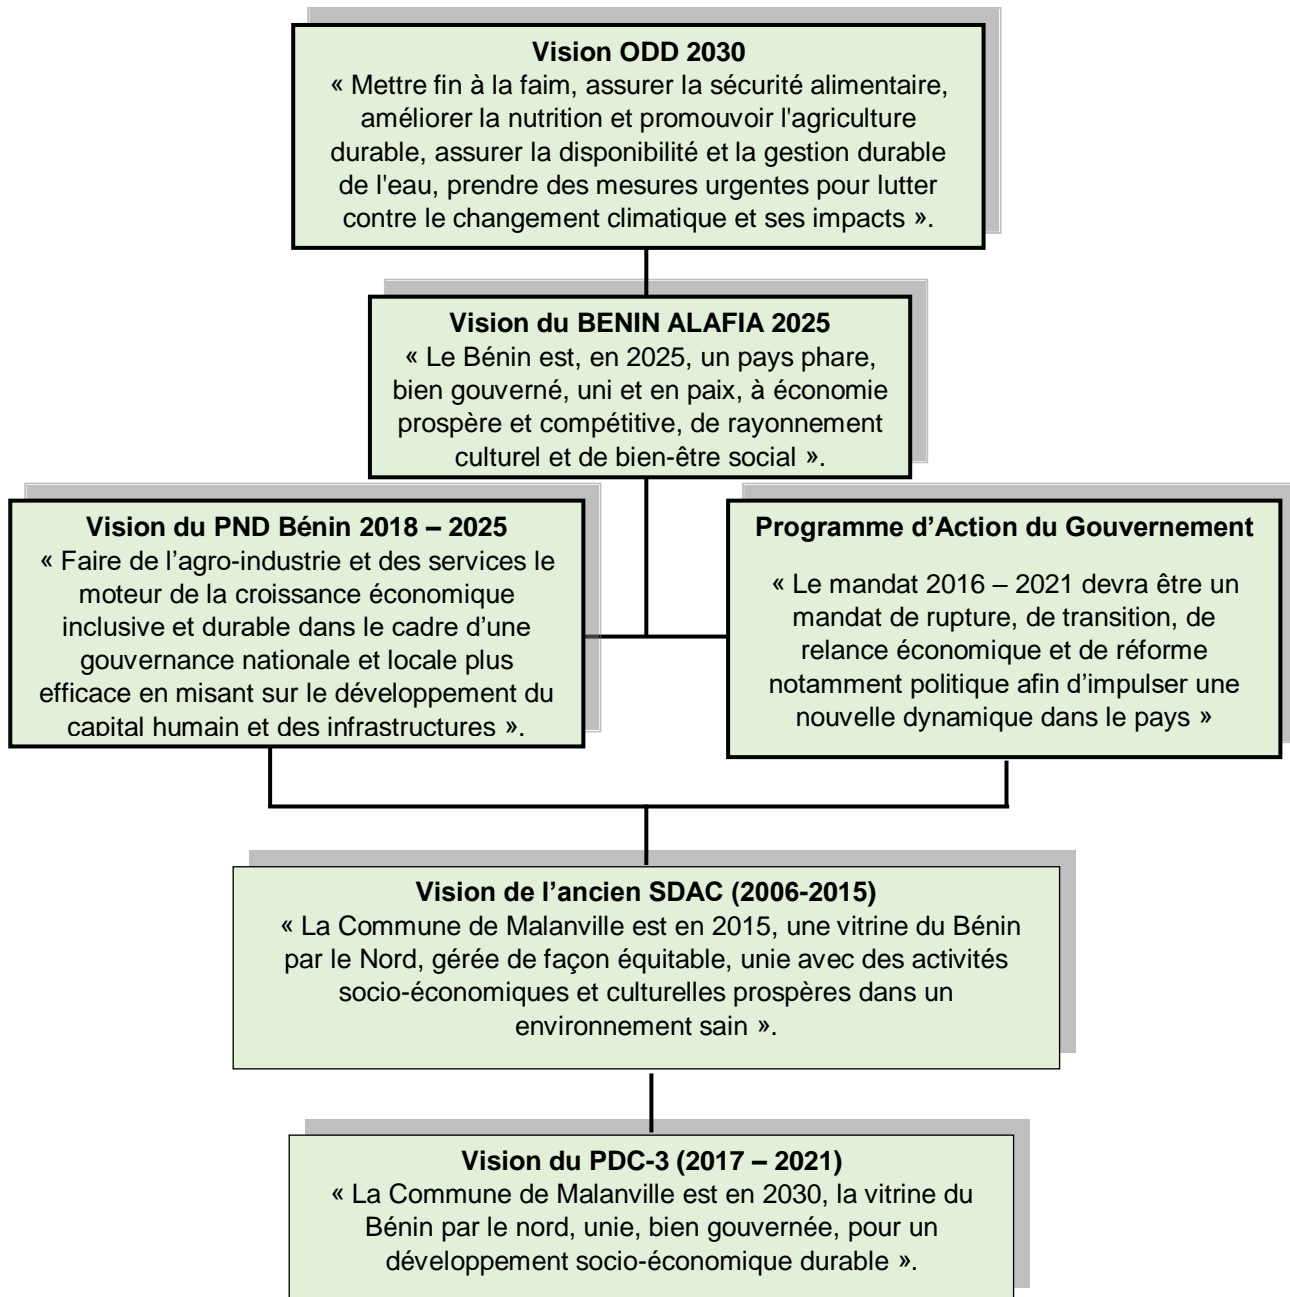 Vision ODD 2030
« Mettre fin à la faim, assurer la sécurité alimentaire,
améliorer la nutrition et promouvoir l'agriculture
durable, assurer la disponibilité et la gestion durable
de l'eau, prendre des mesures urgentes pour lutter
contre le changement climatique et ses impacts ».
Vision du BENIN ALAFIA 2025
« Le Bénin est, en 2025, un pays phare,
bien gouverné, uni et en paix, à économie
prospère et compétitive, de rayonnement
culturel et de bien-être social ».
Vision du PND Bénin 2018 – 2025
« Faire de l’agro-industrie et des services le
moteur de la croissance économique
inclusive et durable dans le cadre d’une
gouvernance nationale et locale plus
efficace en misant sur le développement du
capital humain et des infrastructures ».
Programme d’Action du Gouvernement
« Le mandat 2016 – 2021 devra être un
mandat de rupture, de transition, de
relance économique et de réforme
notamment politique afin d’impulser une
nouvelle dynamique dans le pays »
Vision de l’ancien SDAC (2006-2015)
« La Commune de Malanville est en 2015, une vitrine du Bénin
par le Nord, gérée de façon équitable, unie avec des activités
socio-économiques et culturelles prospères dans un
environnement sain ».
Vision du PDC-3 (2017 – 2021)
« La Commune de Malanville est en 2030, la vitrine du
Bénin par le nord, unie, bien gouvernée, pour un
développement socio-économique durable ».